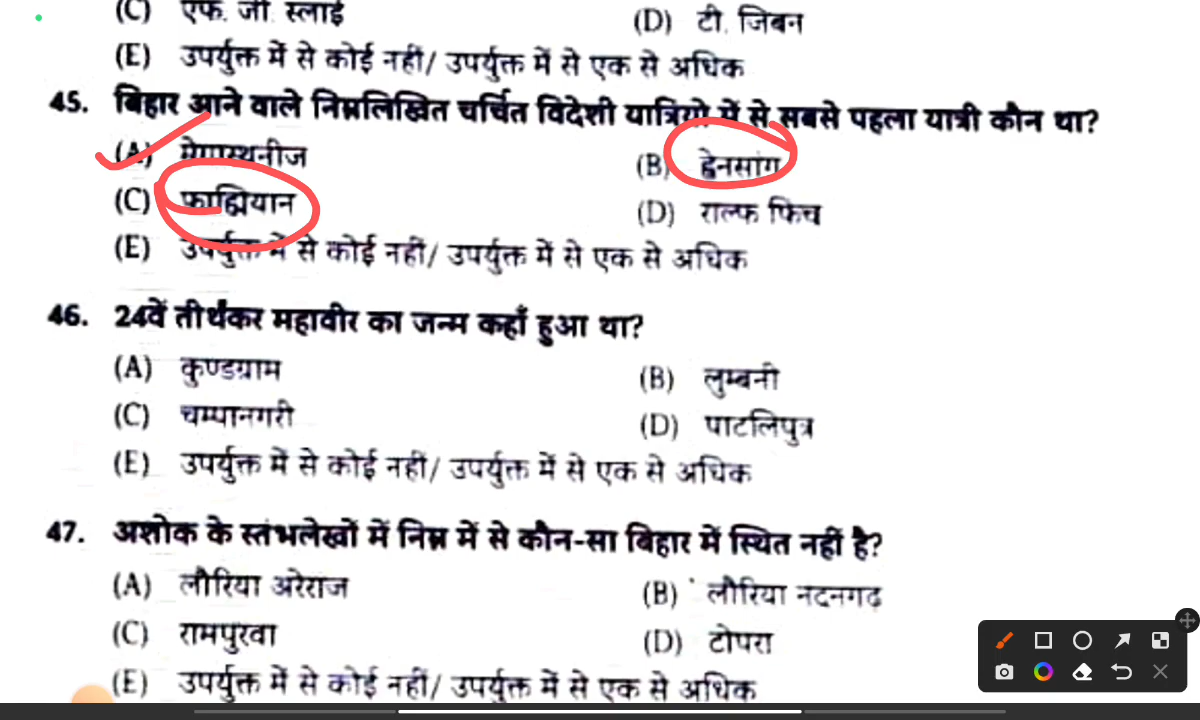 (C) एफ. जी. स्लाई
(D) टी. जिबन
(E) उपर्युक्त में से कोई नहीं/ उपर्युक्त में से एक से अधिक
45. बिहार आने वाले निम्नलिखित चर्चित विदेशी यात्रियों में से सबसे पहला यात्री कौन था?
(A) मेगास्थनीज
(B) ह्वेनसांग
(C) फाह्यियान
(D) राल्फ फिच
(E) उपर्युक्त में से कोई नहीं/ उपर्युक्त में से एक से अधिक
46. 24वें तीर्थंकर महावीर का जन्म कहाँ हुआ था?
(A) कुण्डग्राम
(B) लुम्बनी
(C) चम्पानगरी
(D) पाटलिपुत्र
(E) उपर्युक्त में से कोई नहीं/ उपर्युक्त में से एक से अधिक
47. अशोक के स्तंभलेखों में निम्न में से कौन-सा बिहार में स्थित नहीं है?
(A) लौरिया अरेराज
(B) लौरिया नदनगढ़
(C) रामपुरवा
(D) टोपरा
(E) उपर्युक्त में से कोई नहीं/ उपर्युक्त में से एक से अधिक